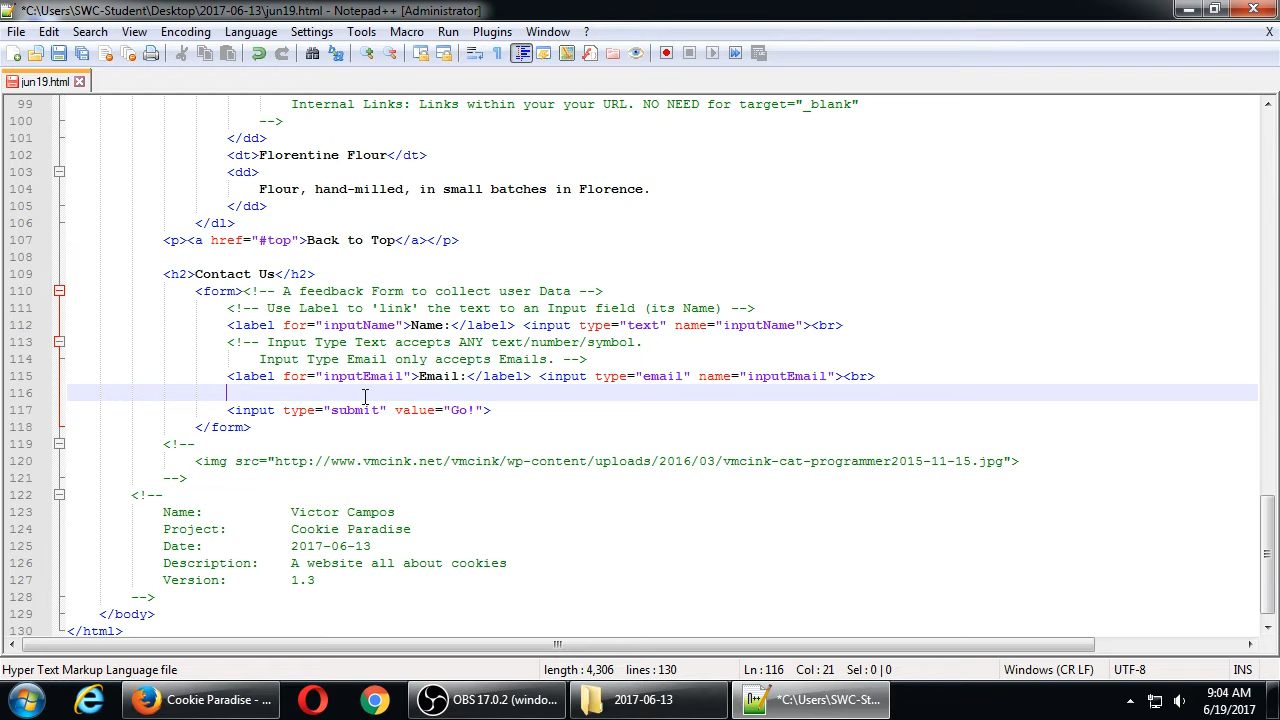 *C:\Users\SWC-Student\Desktop\2017-06-13\jun19.html - Notepad++ [Administrator]
File Edit Search View Encoding Language Settings Tools Macro Run Plugins Window ? X
jun19.html
99 Internal Links: Links within your your URL. NO NEED for target="_blank"
100 -->
101 </dd>
102 <dt>Florentine Flour</dt>
103 <dd>
104 Flour, hand-milled, in small batches in Florence.
105 </dd>
106 </dl>
107 <p><a href="#top">Back to Top</a></p>
108
109 <h2>Contact Us</h2>
110 <form><!-- A feedback Form to collect user Data -->
111 <!-- Use Label to 'link' the text to an Input field (its Name) -->
112 <label for="inputName">Name:</label> <input type="text" name="inputName"><br>
113 <!-- Input Type Text accepts ANY text/number/symbol.
114 Input Type Email only accepts Emails. -->
115 <label for="inputEmail">Email:</label> <input type="email" name="inputEmail"><br>
116
117 <input type="submit" value="Go!">
118 </form>
119 <!--
120 <img src="http://www.vmcink.net/vmcink/wp-content/uploads/2016/03/vmcink-cat-programmer2015-11-15.jpg">
121 -->
122 <!--
123 Name: Victor Campos
124 Project: Cookie Paradise
125 Date: 2017-06-13
126 Description: A website all about cookies
127 Version: 1.3
128 -->
129 </body>
130 </html>
Hyper Text Markup Language file length : 4,306 lines : 130 Ln : 116 Col : 21 Sel : 0 | 0 Windows (CR LF) UTF-8 INS
Cookie Paradise - ... OBS 17.0.2 (windo... 2017-06-13 *C:\Users\SWC-St... 9:04 AM
6/19/2017